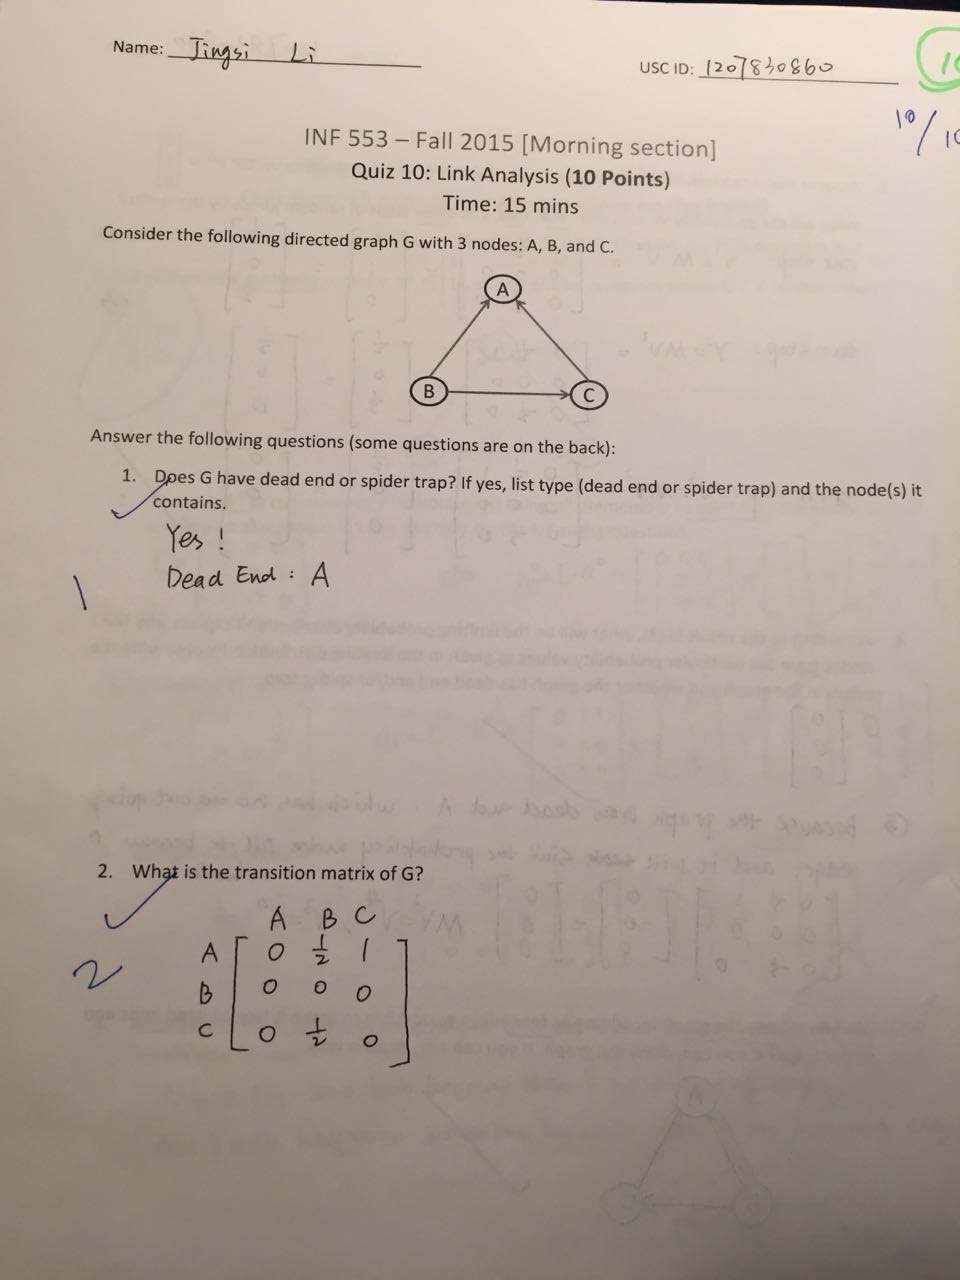 Name: Jingsi Li
USC ID: 1207830860
10/10
INF 553 – Fall 2015 [Morning section]
Quiz 10: Link Analysis (10 Points)
Time: 15 mins
Consider the following directed graph G with 3 nodes: A, B, and C.
A
B C
Answer the following questions (some questions are on the back):
1. Does G have dead end or spider trap? If yes, list type (dead end or spider trap) and the node(s) it
contains.
Yes !
Dead End : A
1
2. What is the transition matrix of G?
2
A B C
A 0 1/2 1
B 0 0 0
C 0 1/2 0